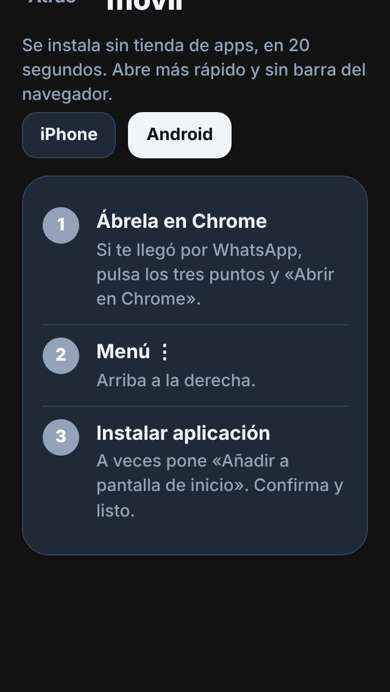 Atrás
móvil
Se instala sin tienda de apps, en 20
segundos. Abre más rápido y sin barra del
navegador.
iPhone
Android
1
Ábrela en Chrome
Si te llegó por WhatsApp,
pulsa los tres puntos y «Abrir
en Chrome».
2
Menú ⋮
Arriba a la derecha.
3
Instalar aplicación
A veces pone «Añadir a
pantalla de inicio». Confirma y
listo.